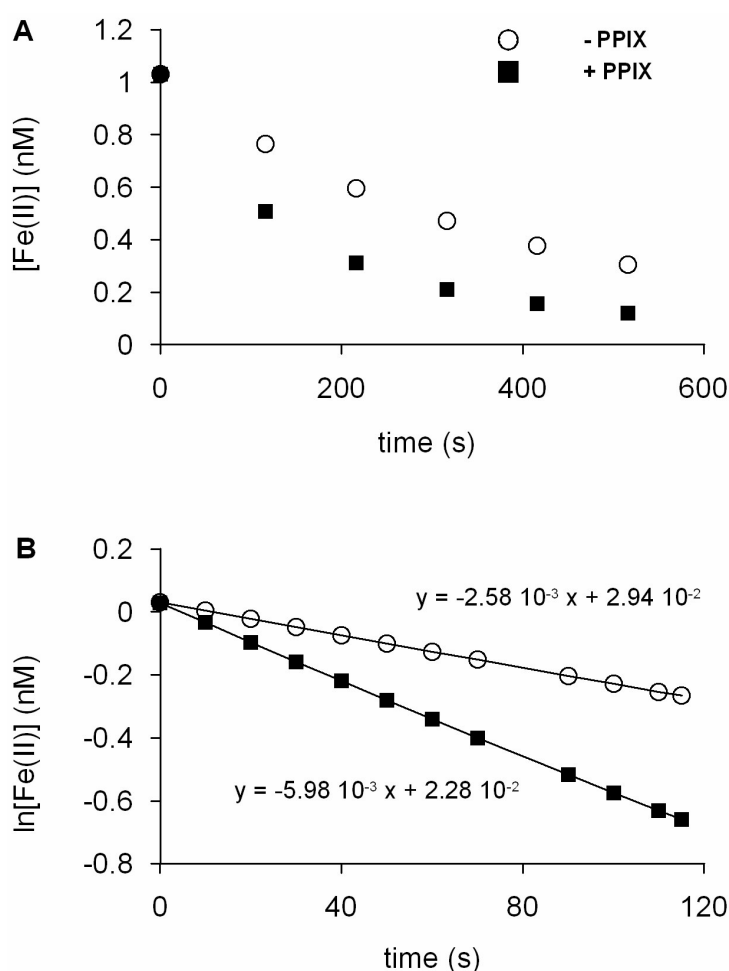 A
1.2
1
0.8
0.6
0.4
0.2
0
[Fe(II)] (nM)
- PPIX
+ PPIX
0 200 400 600
time (s)
B
0.2
0
-0.2
-0.4
-0.6
-0.8
ln[Fe(II)] (nM)
y = -2.58 10⁻³ x + 2.94 10⁻²
y = -5.98 10⁻³ x + 2.28 10⁻²
0 40 80 120
time (s)